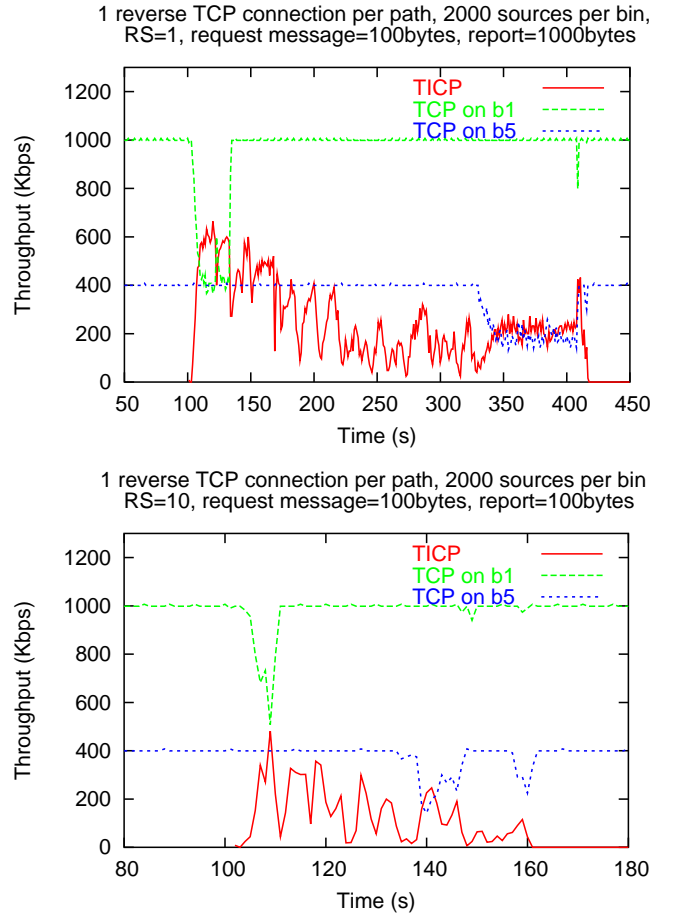 1 reverse TCP connection per path, 2000 sources per bin,
RS=1, request message=100bytes, report=1000bytes
TICP
TCP on b1
TCP on b5
Throughput (Kbps)
1200
1000
800
600
400
200
0
50 100 150 200 250 300 350 400 450
Time (s)
1 reverse TCP connection per path, 2000 sources per bin
RS=10, request message=100bytes, report=100bytes
TICP
TCP on b1
TCP on b5
Throughput (Kbps)
1200
1000
800
600
400
200
0
80 100 120 140 160 180
Time (s)